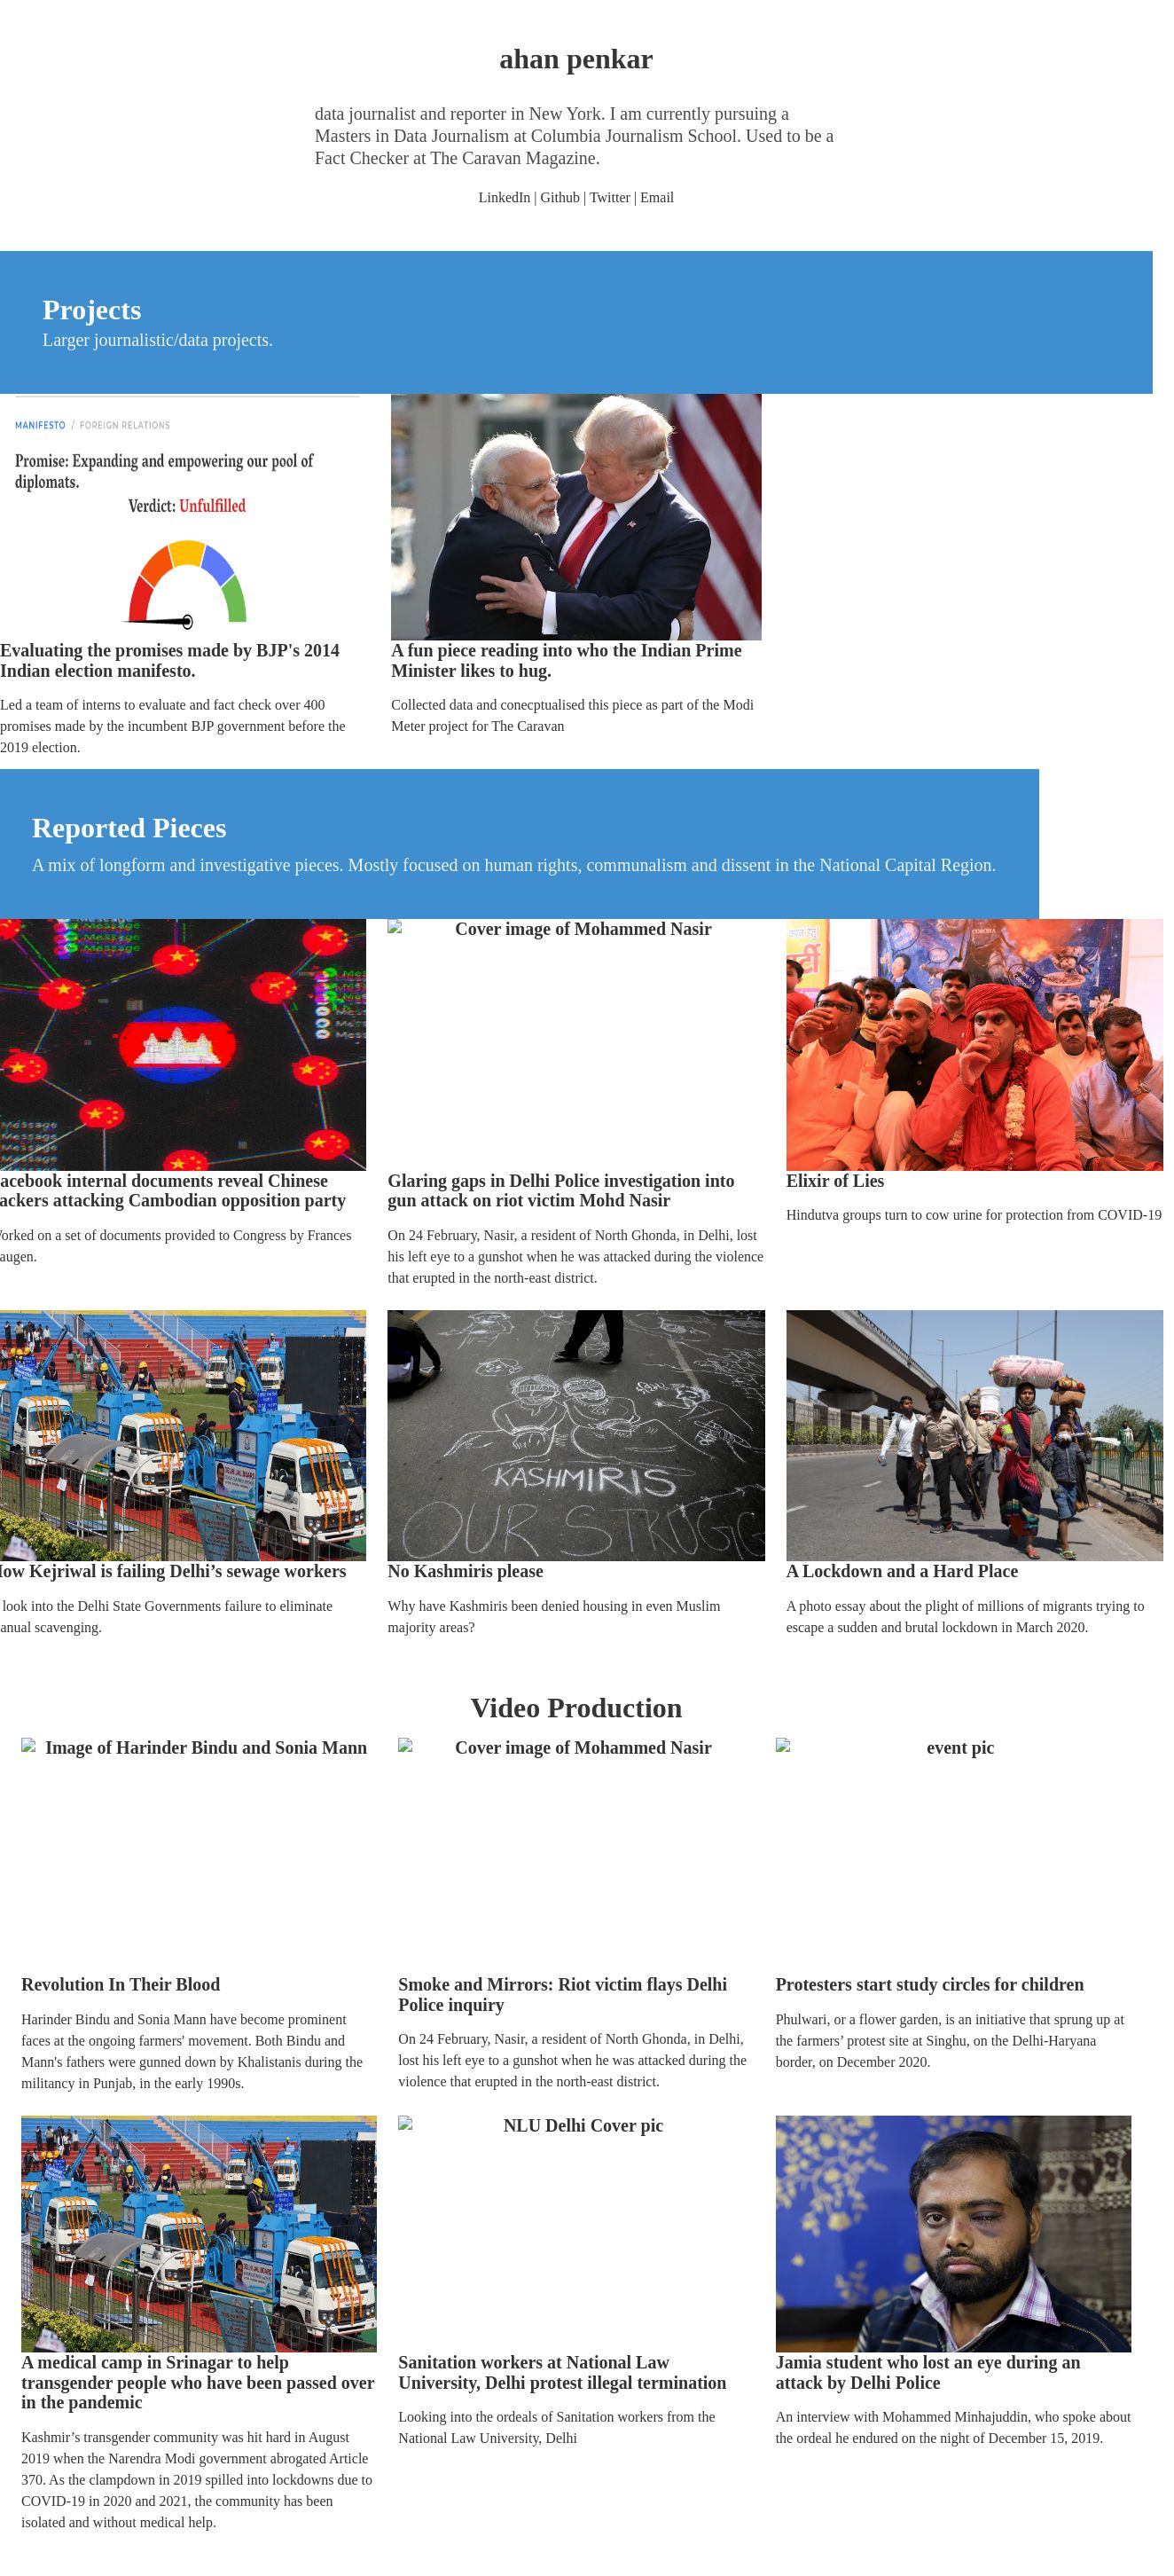 ahan penkar
data journalist and reporter in New York. I am currently pursuing a
Masters in Data Journalism at Columbia Journalism School. Used to be a
Fact Checker at The Caravan Magazine.
LinkedIn | Github | Twitter | Email
Projects
Larger journalistic/data projects.
MANIFESTO / FOREIGN RELATIONS
Promise: Expanding and empowering our pool of
diplomats.
Verdict: Unfulfilled
Evaluating the promises made by BJP's 2014
Indian election manifesto.
Led a team of interns to evaluate and fact check over 400
promises made by the incumbent BJP government before the
2019 election.
A fun piece reading into who the Indian Prime
Minister likes to hug.
Collected data and conecptualised this piece as part of the Modi
Meter project for The Caravan
Reported Pieces
A mix of longform and investigative pieces. Mostly focused on human rights, communalism and dissent in the National Capital Region.
Message
Message
Message
CORONA
Cover image of Mohammed Nasir
acebook internal documents reveal Chinese
ackers attacking Cambodian opposition party
orked on a set of documents provided to Congress by Frances
augen.
Glaring gaps in Delhi Police investigation into
gun attack on riot victim Mohd Nasir
On 24 February, Nasir, a resident of North Ghonda, in Delhi, lost
his left eye to a gunshot when he was attacked during the violence
that erupted in the north-east district.
Elixir of Lies
Hindutva groups turn to cow urine for protection from COVID-19
KASHMIRIS
OUR STRUGG
ow Kejriwal is failing Delhi’s sewage workers
look into the Delhi State Governments failure to eliminate
anual scavenging.
No Kashmiris please
Why have Kashmiris been denied housing in even Muslim
majority areas?
A Lockdown and a Hard Place
A photo essay about the plight of millions of migrants trying to
escape a sudden and brutal lockdown in March 2020.
Video Production
Image of Harinder Bindu and Sonia Mann
Cover image of Mohammed Nasir
event pic
Revolution In Their Blood
Harinder Bindu and Sonia Mann have become prominent
faces at the ongoing farmers' movement. Both Bindu and
Mann's fathers were gunned down by Khalistanis during the
militancy in Punjab, in the early 1990s.
Smoke and Mirrors: Riot victim flays Delhi
Police inquiry
On 24 February, Nasir, a resident of North Ghonda, in Delhi,
lost his left eye to a gunshot when he was attacked during the
violence that erupted in the north-east district.
Protesters start study circles for children
Phulwari, or a flower garden, is an initiative that sprung up at
the farmers’ protest site at Singhu, on the Delhi-Haryana
border, on December 2020.
NLU Delhi Cover pic
A medical camp in Srinagar to help
transgender people who have been passed over
in the pandemic
Kashmir’s transgender community was hit hard in August
2019 when the Narendra Modi government abrogated Article
370. As the clampdown in 2019 spilled into lockdowns due to
COVID-19 in 2020 and 2021, the community has been
isolated and without medical help.
Sanitation workers at National Law
University, Delhi protest illegal termination
Looking into the ordeals of Sanitation workers from the
National Law University, Delhi
Jamia student who lost an eye during an
attack by Delhi Police
An interview with Mohammed Minhajuddin, who spoke about
the ordeal he endured on the night of December 15, 2019.